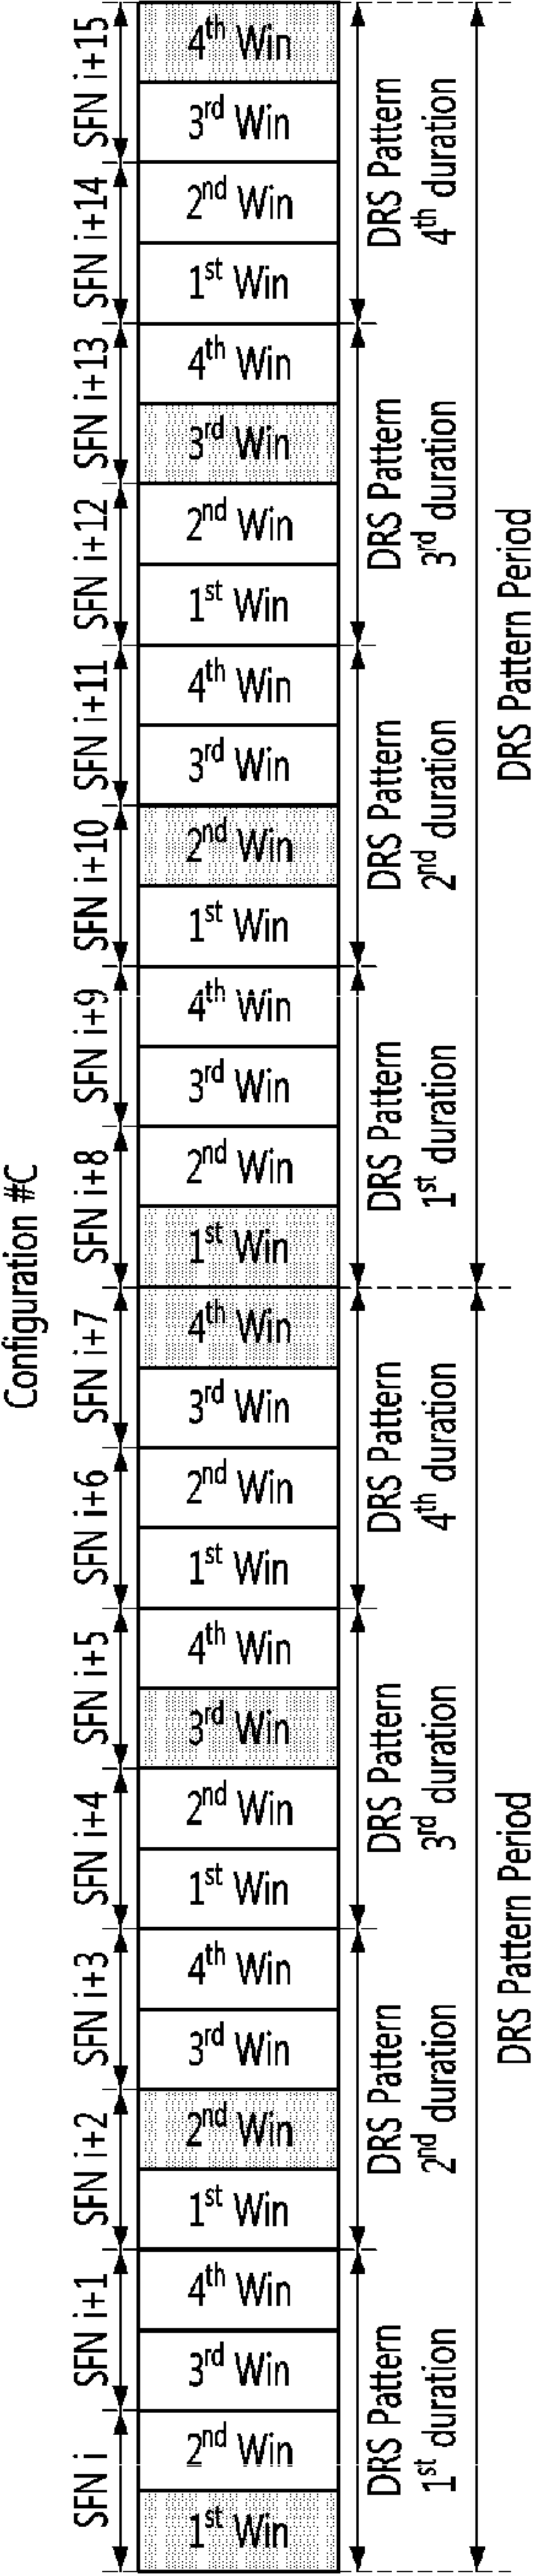 Configuration #C
SFN i+15
SFN i+14
SFN i+13
SFN i+12
SFN i+11
SFN i+10
SFN i+9
SFN i+8
SFN i+7
SFN i+6
SFN i+5
SFN i+4
SFN i+3
SFN i+2
SFN i+1
SFN i
4th Win
3rd Win
2nd Win
1st Win
4th Win
3rd Win
2nd Win
1st Win
4th Win
3rd Win
2nd Win
1st Win
4th Win
3rd Win
2nd Win
1st Win
4th Win
3rd Win
2nd Win
1st Win
4th Win
3rd Win
2nd Win
1st Win
4th Win
3rd Win
2nd Win
1st Win
4th Win
3rd Win
2nd Win
1st Win
DRS Pattern
4th duration
DRS Pattern
3rd duration
DRS Pattern
2nd duration
DRS Pattern
1st duration
DRS Pattern
4th duration
DRS Pattern
3rd duration
DRS Pattern
2nd duration
DRS Pattern
1st duration
DRS Pattern Period
DRS Pattern Period